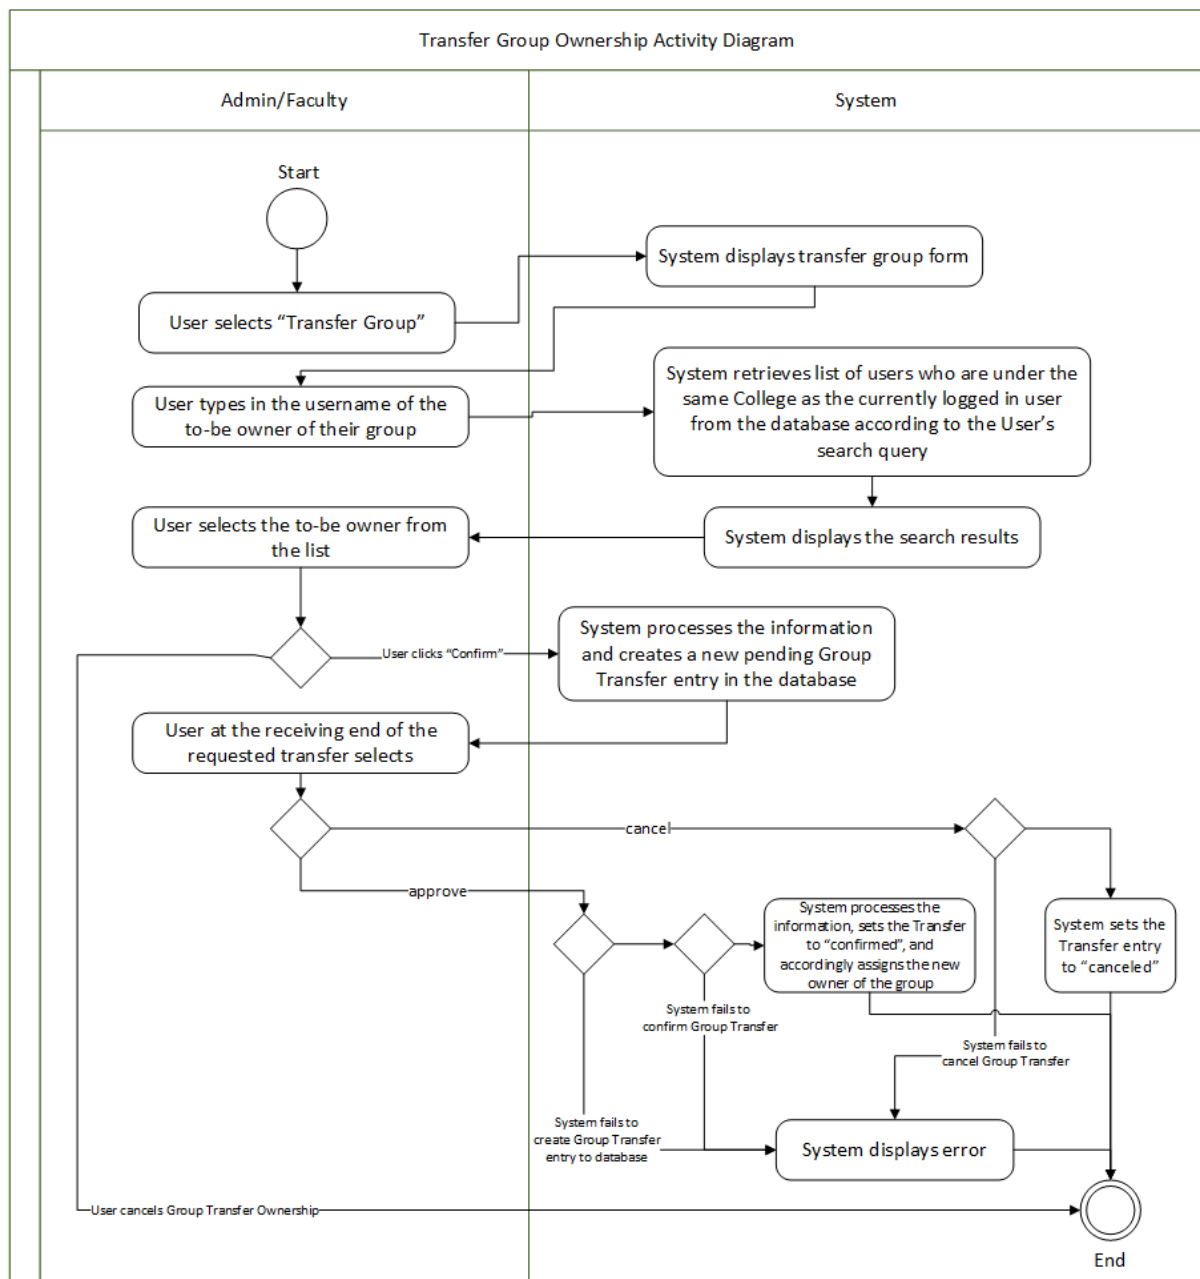 Transfer Group Ownership Activity Diagram
Admin/Faculty
System
Start
System displays transfer group form
User selects “Transfer Group”
User types in the username of the
to-be owner of their group
System retrieves list of users who are under the
same College as the currently logged in user
from the database according to the User’s
search query
User selects the to-be owner from
the list
System displays the search results
User clicks “Confirm”
System processes the information
and creates a new pending Group
Transfer entry in the database
User at the receiving end of the
requested transfer selects
cancel
approve
System processes the
information, sets the Transfer
to “confirmed”, and
accordingly assigns the new
owner of the group
System sets the
Transfer entry
to “canceled”
System fails to
confirm Group Transfer
System fails to
cancel Group Transfer
System fails to
create Group Transfer
entry to database
System displays error
User cancels Group Transfer Ownership
End